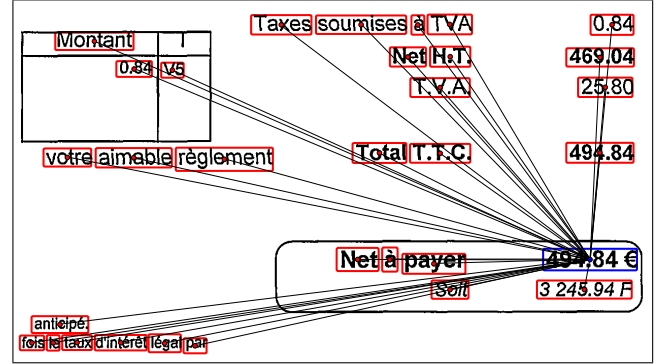 Taxes soumises à TVA 0.84
Montant T
Net H.T. 469.04
0.84 V5
T.V.A. 25.80
Total T.T.C. 494.84
votre aimable règlement
Net à payer 494.84 €
Soit 3 245.94 F
anticipé.
fois le taux d'intérêt légal par